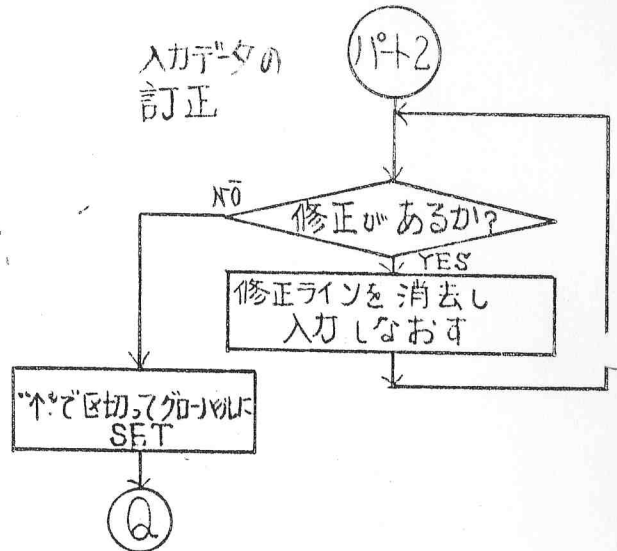 入力データの
訂正
パート2
修正があるか?
NO
YES
修正ラインを消去し
入力しなおす
"↑"で区切ってグローバルに
SET
Q